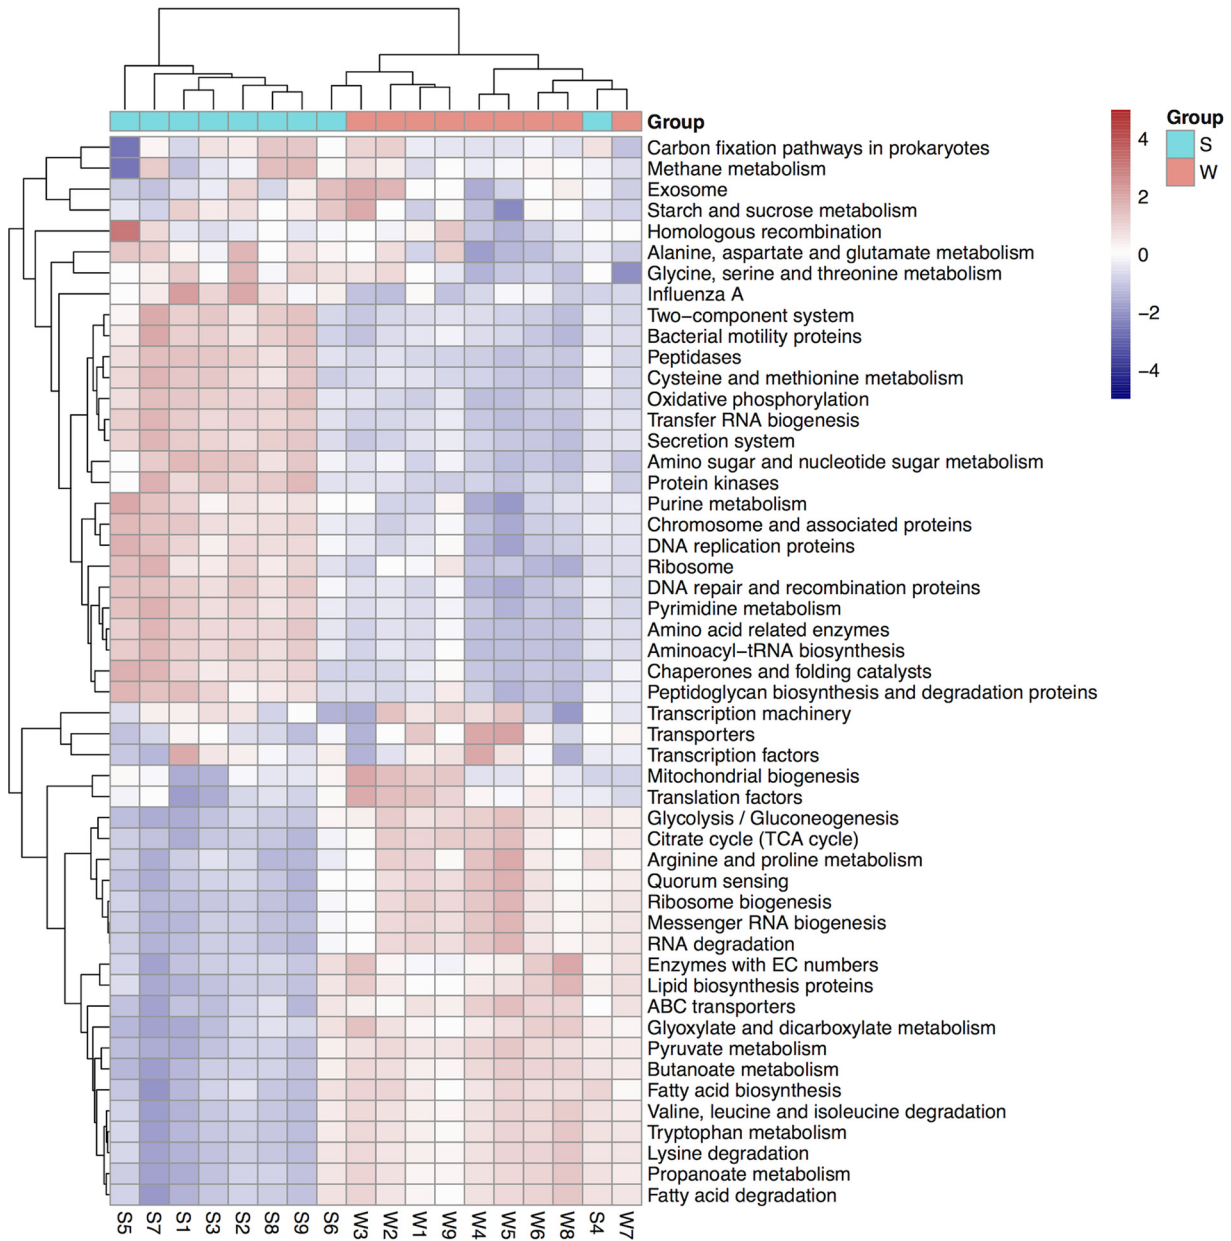 Group
Carbon fixation pathways in prokaryotes
Methane metabolism
Exosome
Starch and sucrose metabolism
Homologous recombination
Alanine, aspartate and glutamate metabolism
Glycine, serine and threonine metabolism
Influenza A
Two−component system
Bacterial motility proteins
Peptidases
Cysteine and methionine metabolism
Oxidative phosphorylation
Transfer RNA biogenesis
Secretion system
Amino sugar and nucleotide sugar metabolism
Protein kinases
Purine metabolism
Chromosome and associated proteins
DNA replication proteins
Ribosome
DNA repair and recombination proteins
Pyrimidine metabolism
Amino acid related enzymes
Aminoacyl−tRNA biosynthesis
Chaperones and folding catalysts
Peptidoglycan biosynthesis and degradation proteins
Transcription machinery
Transporters
Transcription factors
Mitochondrial biogenesis
Translation factors
Glycolysis / Gluconeogenesis
Citrate cycle (TCA cycle)
Arginine and proline metabolism
Quorum sensing
Ribosome biogenesis
Messenger RNA biogenesis
RNA degradation
Enzymes with EC numbers
Lipid biosynthesis proteins
ABC transporters
Glyoxylate and dicarboxylate metabolism
Pyruvate metabolism
Butanoate metabolism
Fatty acid biosynthesis
Valine, leucine and isoleucine degradation
Tryptophan metabolism
Lysine degradation
Propanoate metabolism
Fatty acid degradation
S5 S7 S1 S3 S2 S8 S9 S6 W3 W2 W1 W9 W4 W5 W6 W8 S4 W7
4
2
0
−2
−4
Group
S
W